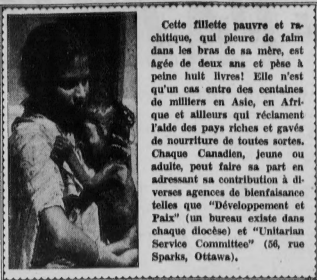 Cette fillette pauvre et ra-
chitique, qui pleure de faim
dans les bras de sa mère, est
âgée de deux ans et pèse à
peine huit livres! Elle n'est
qu'un cas entre des centaines
de milliers en Asie, en Afri-
que et ailleurs qui réclament
l'aide des pays riches et gavés
de nourriture de toutes sortes.
Chaque Canadien, jeune ou
adulte, peut faire sa part en
adressant sa contribution à di-
verses agences de bienfaisance
telles que "Développement et
Paix" (un bureau existe dans
chaque diocèse) et "Unitarian
Service Committee" (56, rue
Sparks, Ottawa).